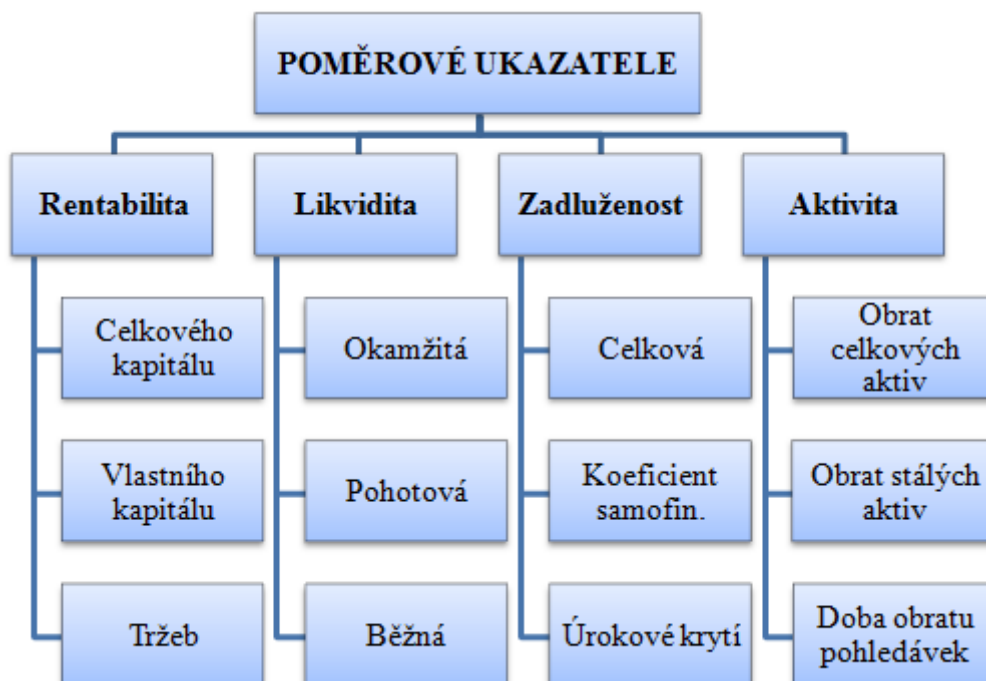 POMĚROVÉ UKAZATELE
Rentabilita
Celkového
kapitálu
Vlastního
kapitálu
Tržeb
Likvidita
Okamžitá
Pohotová
Běžná
Zadluženost
Celková
Koeficient
samofin.
Úrokové krytí
Aktivita
Obrat
celkových
aktiv
Obrat stálých
aktiv
Doba obratu
pohledávek